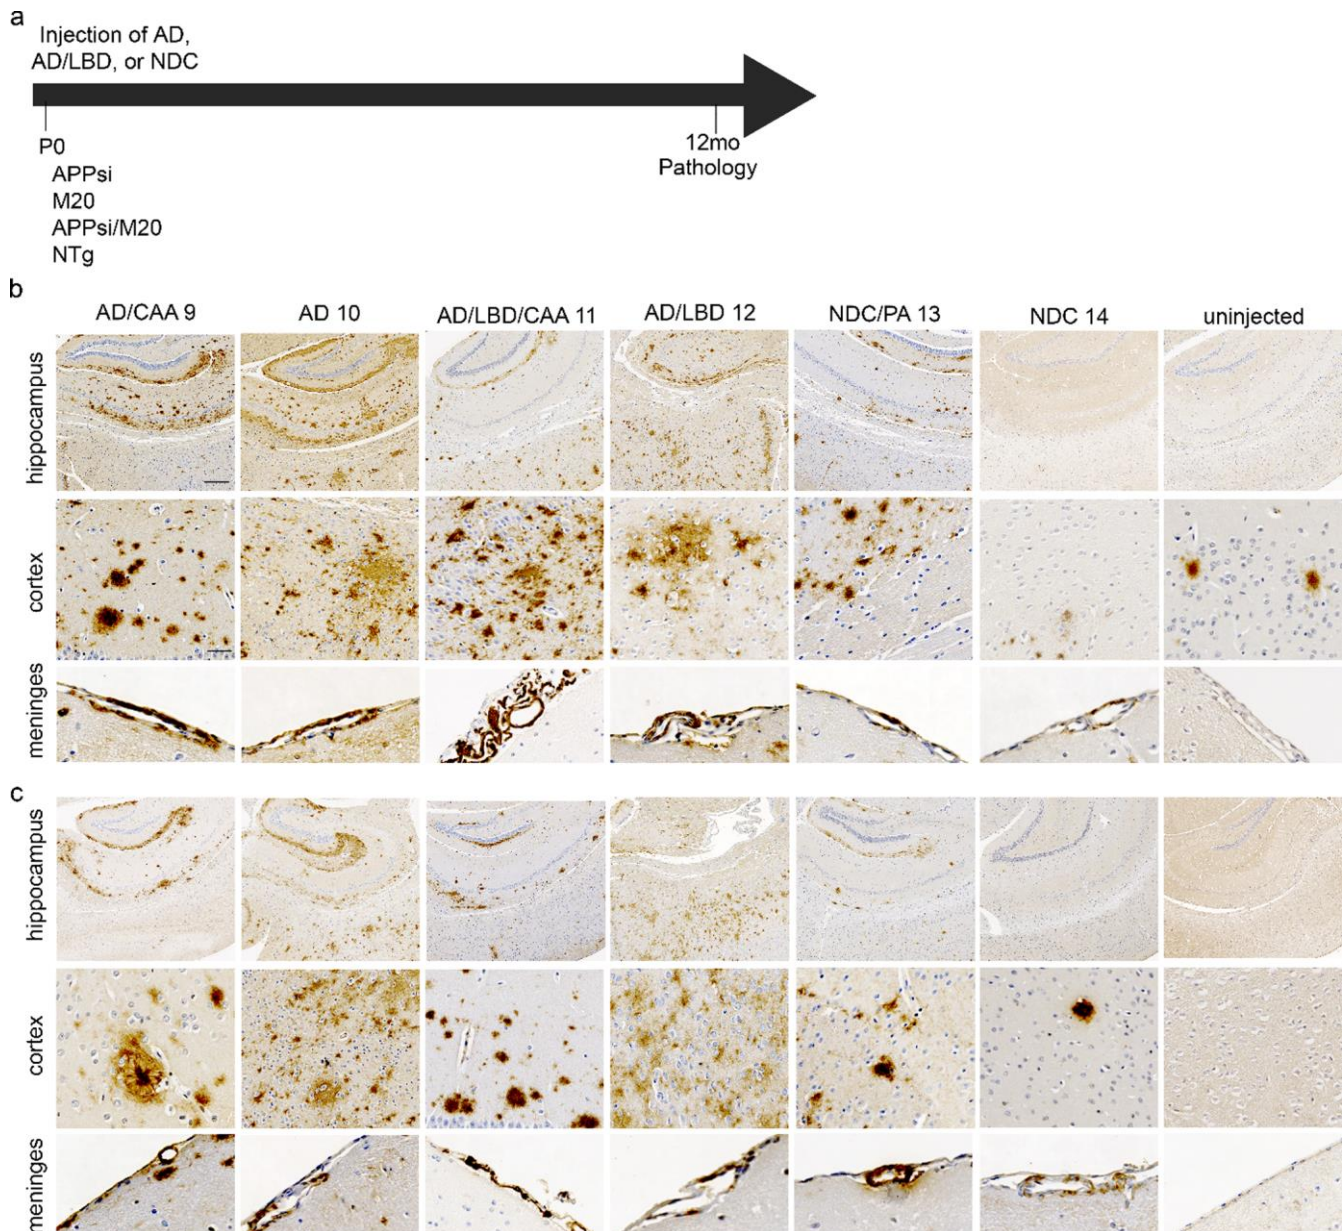 a
Injection of AD,
AD/LBD, or NDC
P0
APPsi
M20
APPsi/M20
NTg
12mo
Pathology
b
AD/CAA 9
AD 10
AD/LBD/CAA 11
AD/LBD 12
NDC/PA 13
NDC 14
uninjected
hippocampus
cortex
meninges
c
hippocampus
cortex
meninges